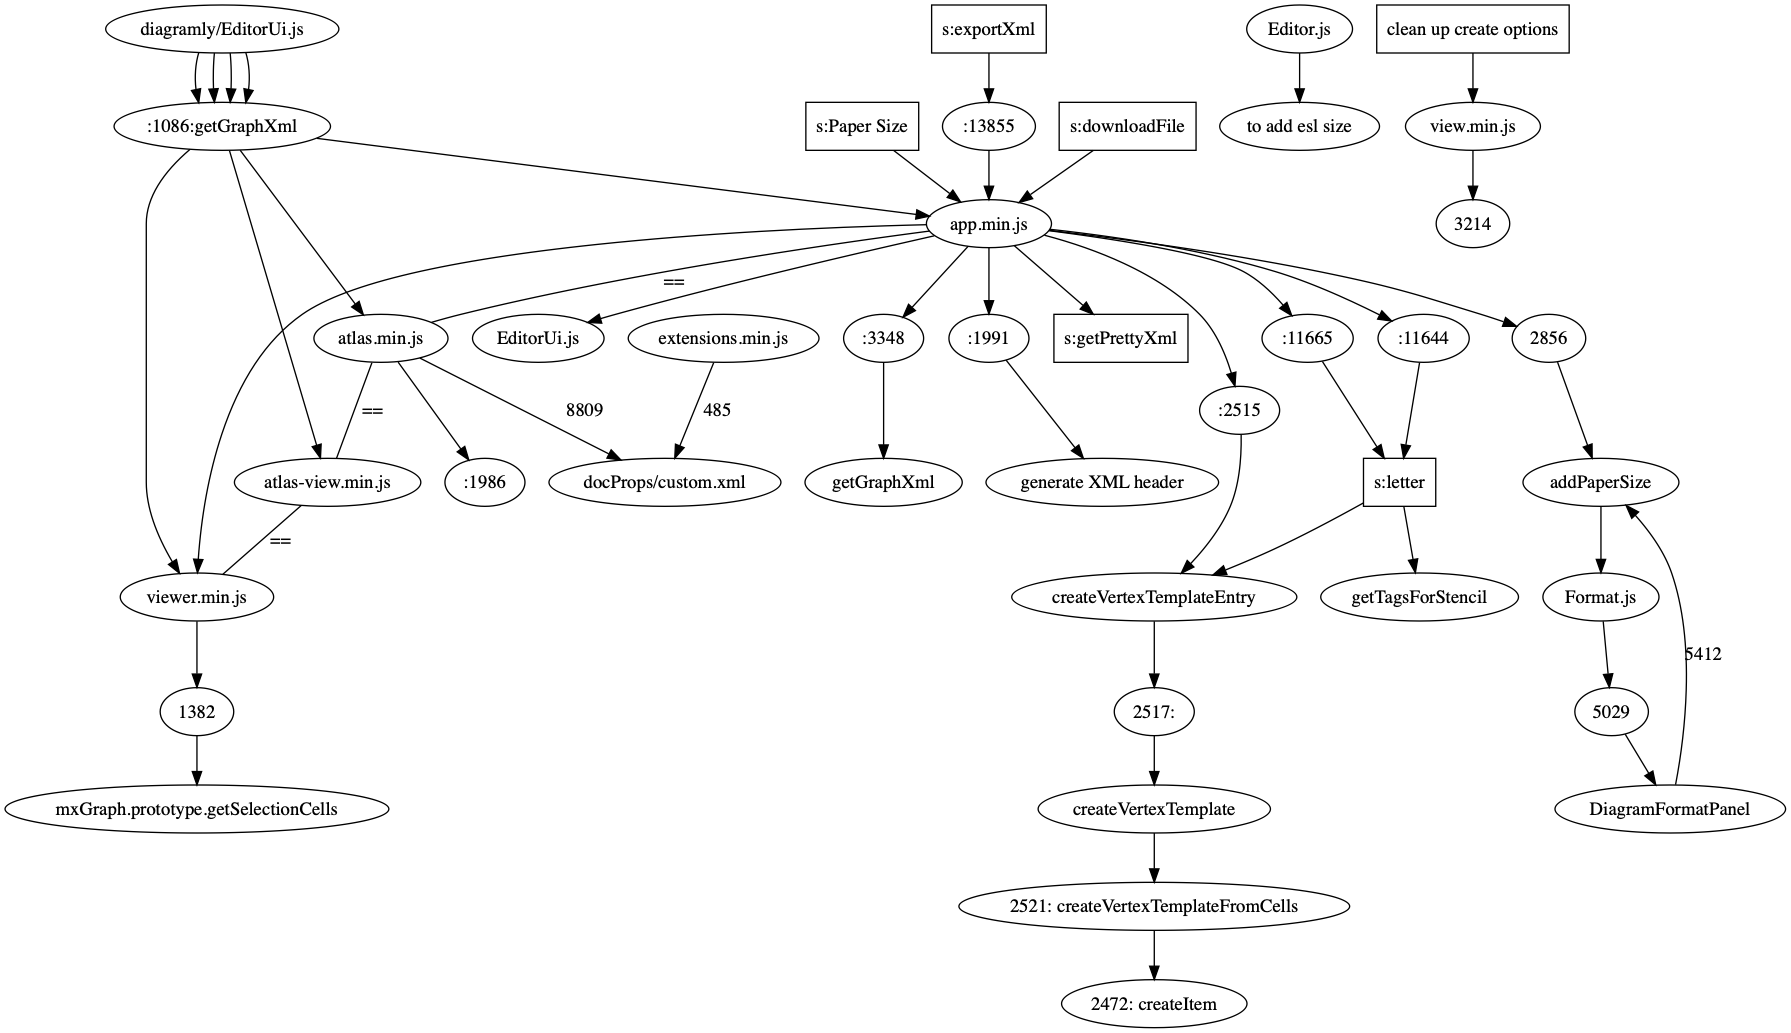 diagramly/EditorUi.js
s:exportXml
Editor.js
clean up create options
:1086:getGraphXml
s:Paper Size
:13855
s:downloadFile
to add esl size
view.min.js
app.min.js
3214
==
atlas.min.js
EditorUi.js
extensions.min.js
:3348
:1991
s:getPrettyXml
:11665
:11644
2856
==
8809
485
:2515
atlas-view.min.js
:1986
docProps/custom.xml
getGraphXml
generate XML header
s:letter
addPaperSize
==
viewer.min.js
createVertexTemplateEntry
getTagsForStencil
Format.js
5412
1382
2517:
5029
mxGraph.prototype.getSelectionCells
createVertexTemplate
DiagramFormatPanel
2521: createVertexTemplateFromCells
2472: createItem